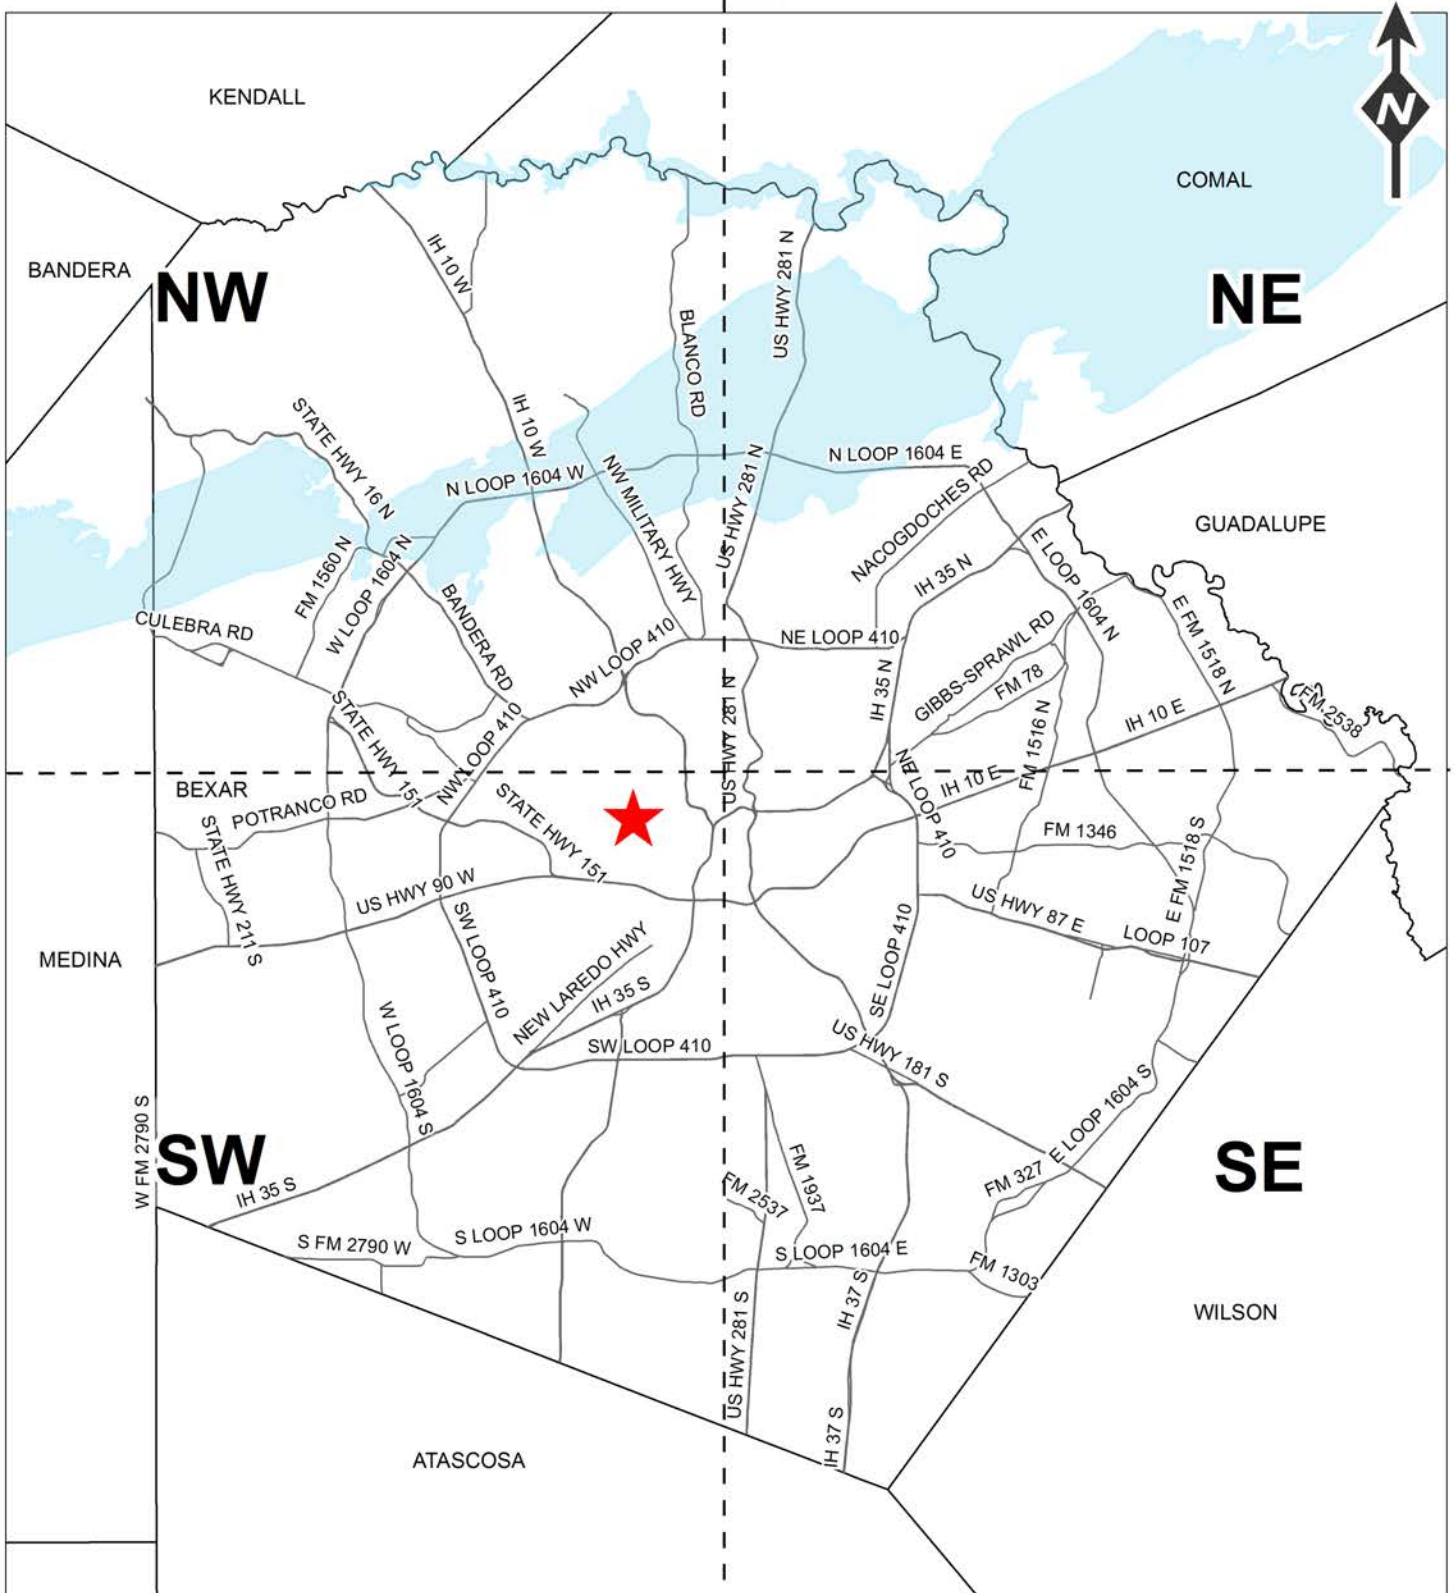 N
KENDALL
COMAL
BANDERA
NW
NE
IH 10 W
US HWY 281 N
BLANCO RD
IH 10 W
STATE HWY 16 N
N LOOP 1604 W
N LOOP 1604 E
NW MILITARY HWY
US HWY 281 N
NACOGDOCHES RD
GUADALUPE
FM 1560 N
W LOOP 1604 N
IH 35 N
E LOOP 1604 N
CULEBRA RD
BANDERA RD
NW LOOP 410
NE LOOP 410
E FM 1518 N
GIBBS-SPRAWL RD
FM 78
IH 35 N
STATE HWY 151
NW LOOP 410
US HWY 281 N
FM 1516 N
IH 10 E
FM 2538
BEXAR
POTRANCO RD
STATE HWY 151
NE LOOP 410
IH 10 E
FM 1346
STATE HWY 211 S
US HWY 90 W
E FM 1518 S
US HWY 87 E
LOOP 107
MEDINA
SW LOOP 410
NEW LAREDO HWY
IH 35 S
SE LOOP 410
W LOOP 1604 S
SW LOOP 410
US HWY 181 S
E LOOP 1604 S
W FM 2790 S
SW
SE
IH 35 S
FM 2537
FM 1937
FM 327
S FM 2790 W
S LOOP 1604 W
S LOOP 1604 E
FM 1303
IH 37 S
US HWY 281 S
WILSON
IH 37 S
ATASCOSA